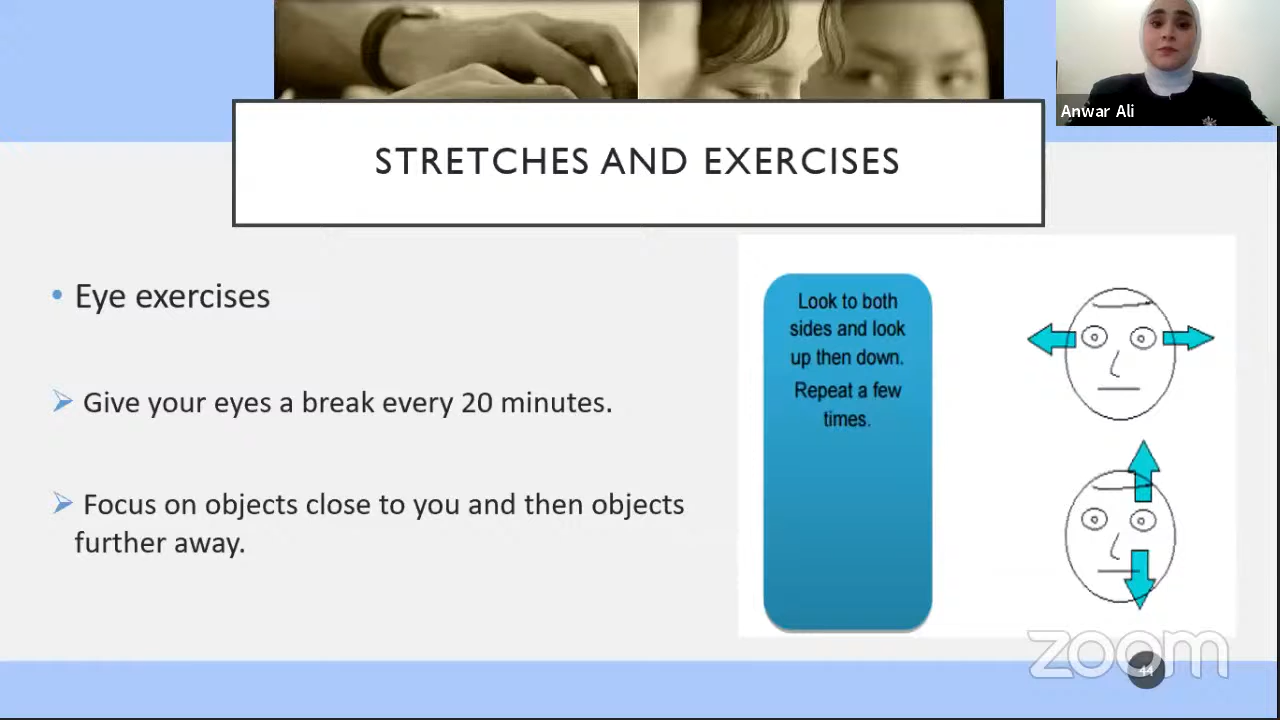 Anwar Ali
STRETCHES AND EXERCISES
• Eye exercises
Give your eyes a break every 20 minutes.
Focus on objects close to you and then objects
further away.
Look to both
sides and look
up then down.
Repeat a few
times.
zoom
44